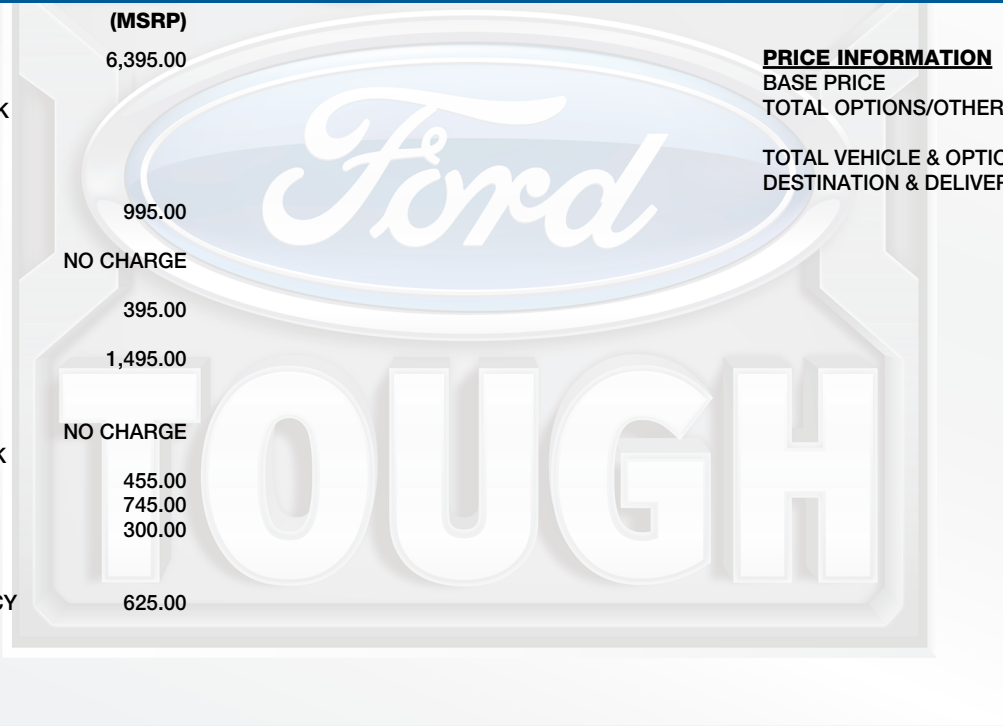 (MSRP)
6,395.00
K
995.00
NO CHARGE
395.00
1,495.00
NO CHARGE
K
455.00
745.00
300.00
CY 625.00
PRICE INFORMATION
BASE PRICE
TOTAL OPTIONS/OTHER
TOTAL VEHICLE & OPTIO
DESTINATION & DELIVER
Ford
TOUGH